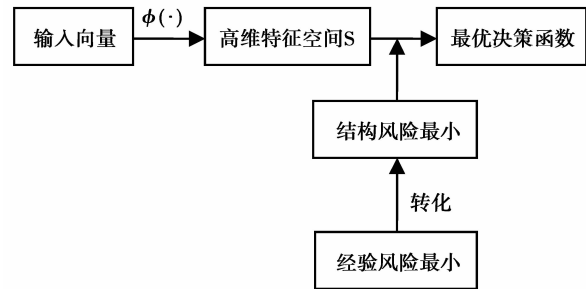 ϕ(·)
输入向量
高维特征空间S
最优决策函数
结构风险最小
转化
经验风险最小